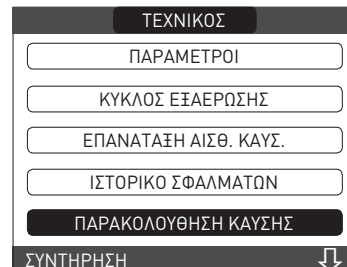 ΤΕΧΝΙΚΟΣ
ΠΑΡΑΜΕΤΡΟΙ
ΚΥΚΛΟΣ ΕΞΑΕΡΩΣΗΣ
ΕΠΑΝΑΤΑΞΗ ΑΙΣΘ. ΚΑΥΣ.
ΙΣΤΟΡΙΚΟ ΣΦΑΛΜΑΤΩΝ
ΠΑΡΑΚΟΛΟΥΘΗΣΗ ΚΑΥΣΗΣ
ΣΥΝΤΗΡΗΣΗ